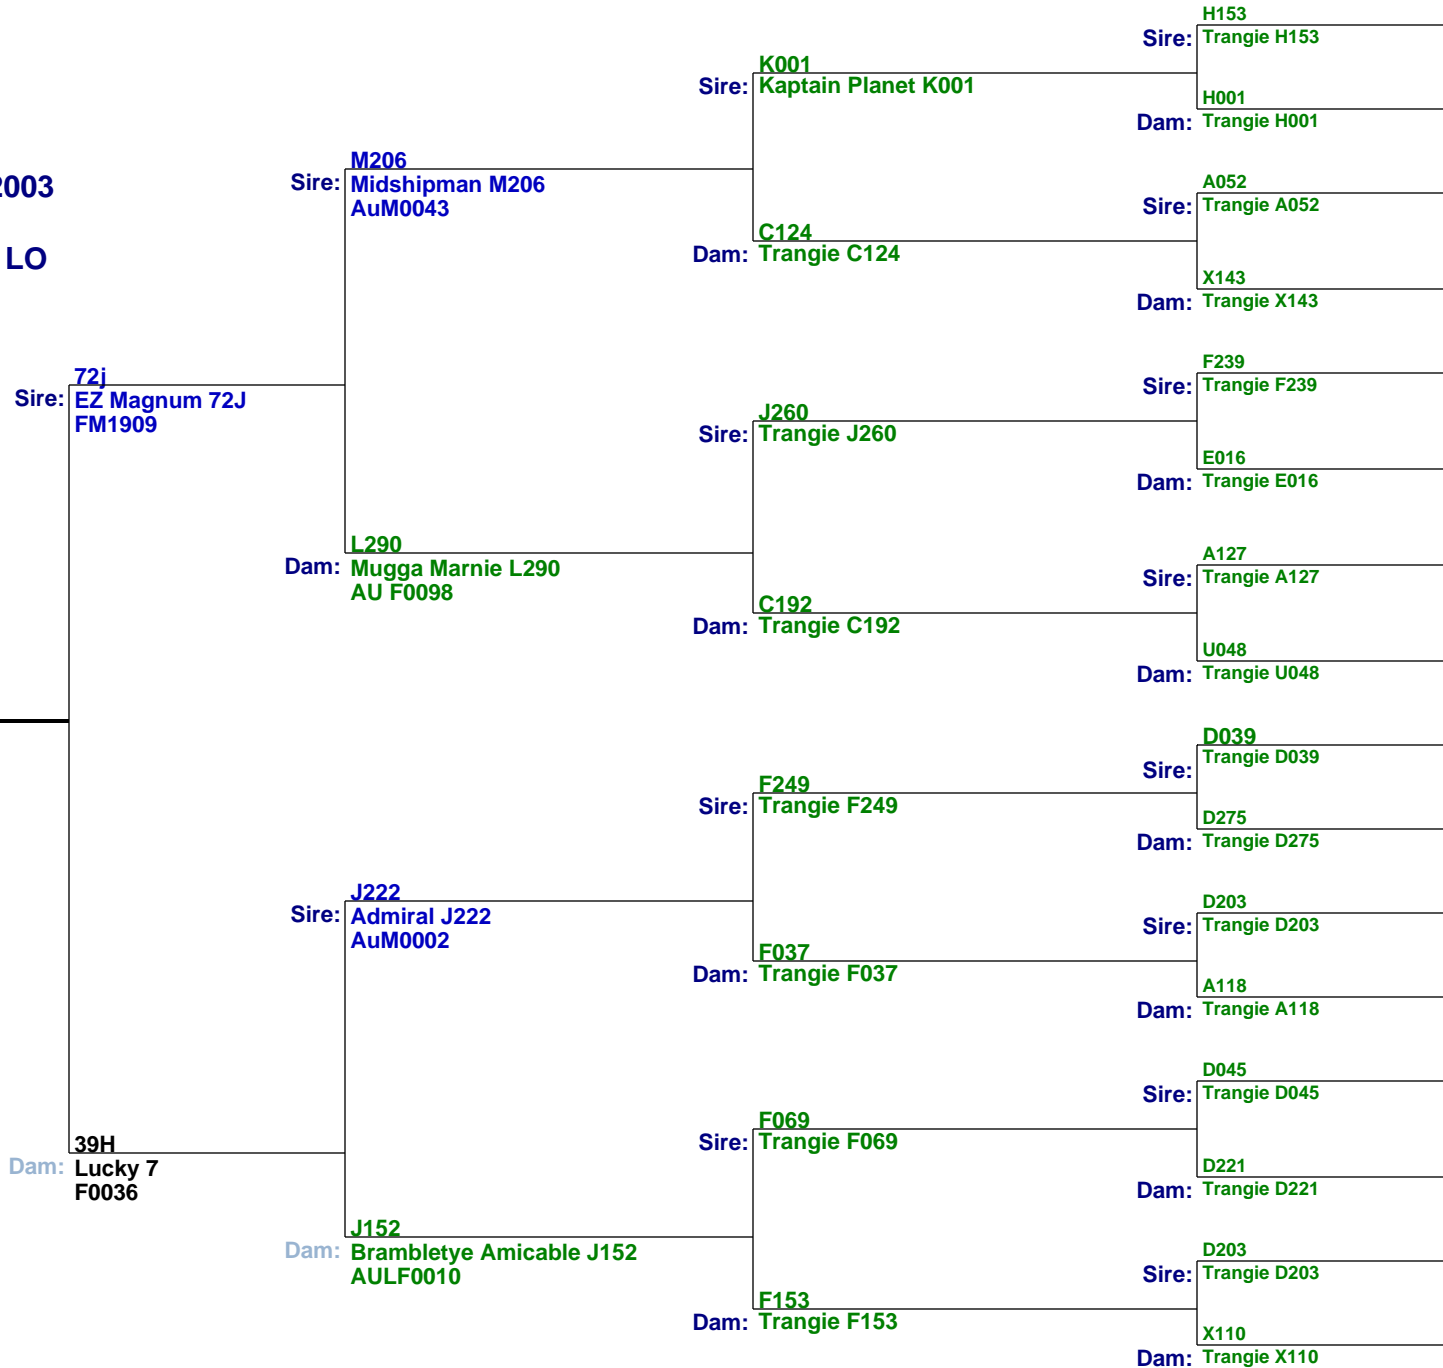 2003
LO
Sire:
72j
EZ Magnum 72J
FM1909
Dam:
39H
Lucky 7
F0036
Sire:
M206
Midshipman M206
AuM0043
Dam:
L290
Mugga Marnie L290
AU F0098
Sire:
J222
Admiral J222
AuM0002
Dam:
J152
Brambletye Amicable J152
AULF0010
Sire:
K001
Kaptain Planet K001
Dam:
C124
Trangie C124
Sire:
J260
Trangie J260
Dam:
C192
Trangie C192
Sire:
F249
Trangie F249
Dam:
F037
Trangie F037
Sire:
F069
Trangie F069
Dam:
F153
Trangie F153
Sire:
H153
Trangie H153
Dam:
H001
Trangie H001
Sire:
A052
Trangie A052
Dam:
X143
Trangie X143
Sire:
F239
Trangie F239
Dam:
E016
Trangie E016
Sire:
A127
Trangie A127
Dam:
U048
Trangie U048
Sire:
D039
Trangie D039
Dam:
D275
Trangie D275
Sire:
D203
Trangie D203
Dam:
A118
Trangie A118
Sire:
D045
Trangie D045
Dam:
D221
Trangie D221
Sire:
D203
Trangie D203
Dam:
X110
Trangie X110